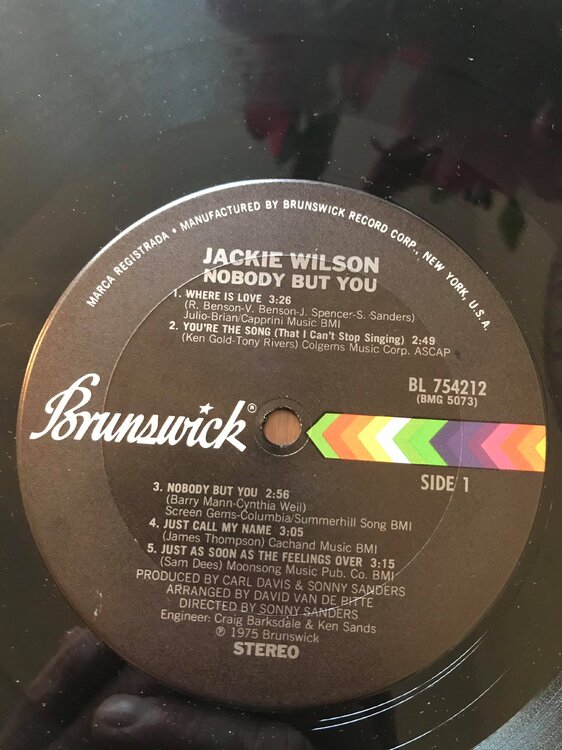 MARCA REGISTRADA • MANUFACTURED BY BRUNSWICK RECORD CORP., NEW YORK, U.S.A.
JACKIE WILSON
NOBODY BUT YOU
1. WHERE IS LOVE 3:26
(R. Benson-V. Benson-J. Spencer-S. Sanders)
Julio-Brian/Capprini Music BMI
2. YOU'RE THE SONG (That I Can't Stop Singing) 2:49
(Ken Gold-Tony Rivers) Colgems Music Corp. ASCAP
BL 754212
(BMG 5073)
Brunswick®
SIDE 1
3. NOBODY BUT YOU 2:56
(Barry Mann-Cynthia Weil)
Screen Gems-Columbia/Summerhill Song BMI
4. JUST CALL MY NAME 3:05
(James Thompson) Cachand Music BMI
5. JUST AS SOON AS THE FEELINGS OVER 3:15
(Sam Dees) Moonsong Music Pub. Co. BMI
PRODUCED BY CARL DAVIS & SONNY SANDERS
ARRANGED BY DAVID VAN DE PITTE
DIRECTED BY SONNY SANDERS
Engineer: Craig Barksdale & Ken Sands
℗ 1975 Brunswick
STEREO